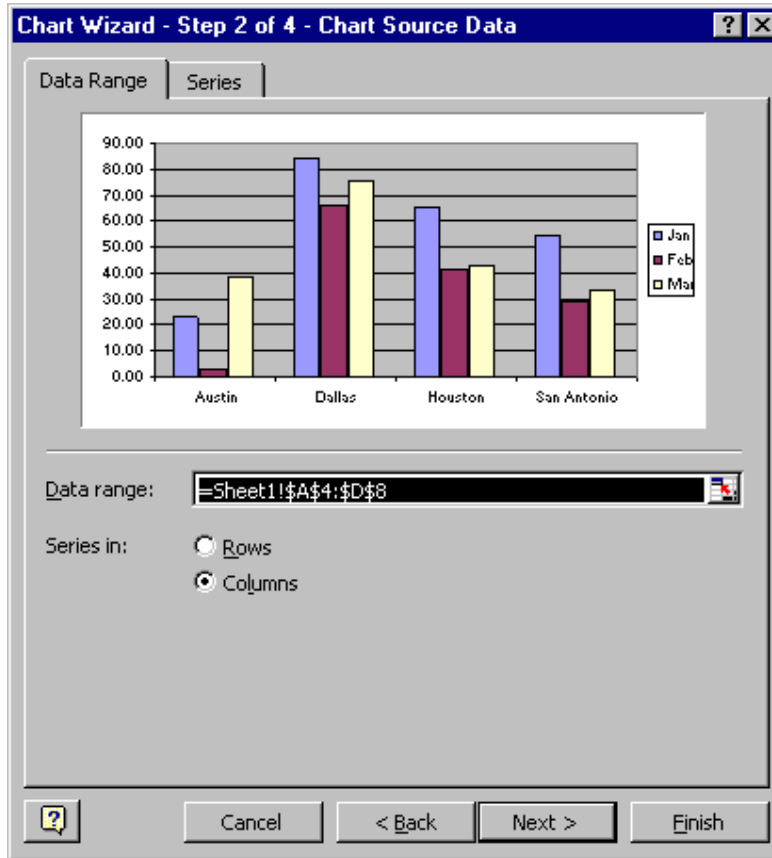 Chart Wizard - Step 2 of 4 - Chart Source Data
Data Range Series
90.00
80.00
70.00
60.00
50.00
40.00
30.00
20.00
10.00
0.00
Austin Dallas Houston San Antonio
Jan
Feb
Mar
Data range: =Sheet1!$A$4:$D$8
Series in: Rows
Columns
Cancel < Back Next > Finish